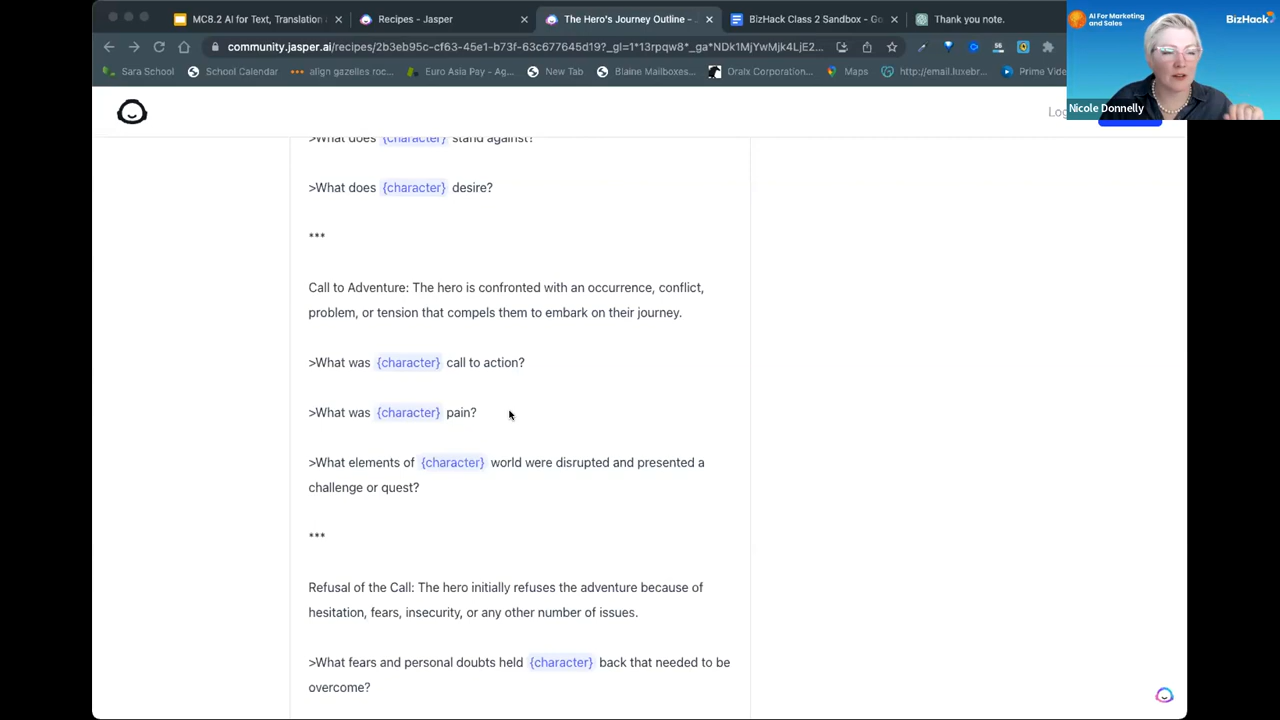 MC8.2 AI for Text, Translation
Recipes - Jasper
The Hero's Journey Outline -
BizHack Class 2 Sandbox - Go
Thank you note.
community.jasper.ai/recipes/2b3eb95c-cf63-45e1-b73f-63c677645d19?_gl=1*13rpqw8*_ga*NDk1MjYwMjk4LjE2...
Sara School
School Calendar
align gazelles roc...
Euro Asia Pay - Ag...
New Tab
Blaine Mailboxes...
Oralx Corporation...
Maps
http://email.luxebr...
Prime Vide
AI For Marketing
and Sales
BizHack
Nicole Donnelly
>What does {character} stand against?
>What does {character} desire?
***
Call to Adventure: The hero is confronted with an occurrence, conflict,
problem, or tension that compels them to embark on their journey.
>What was {character} call to action?
>What was {character} pain?
>What elements of {character} world were disrupted and presented a
challenge or quest?
***
Refusal of the Call: The hero initially refuses the adventure because of
hesitation, fears, insecurity, or any other number of issues.
>What fears and personal doubts held {character} back that needed to be
overcome?